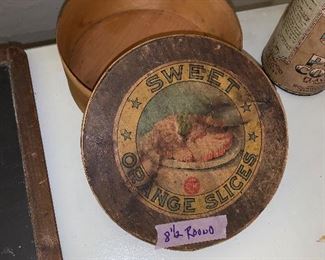 SWEET
ORANGE SLICES
8½ ROUND